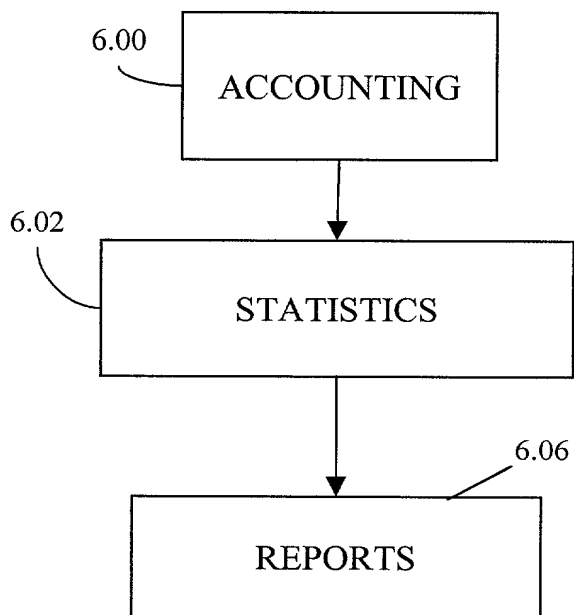 6.00
ACCOUNTING
6.02
STATISTICS
6.06
REPORTS